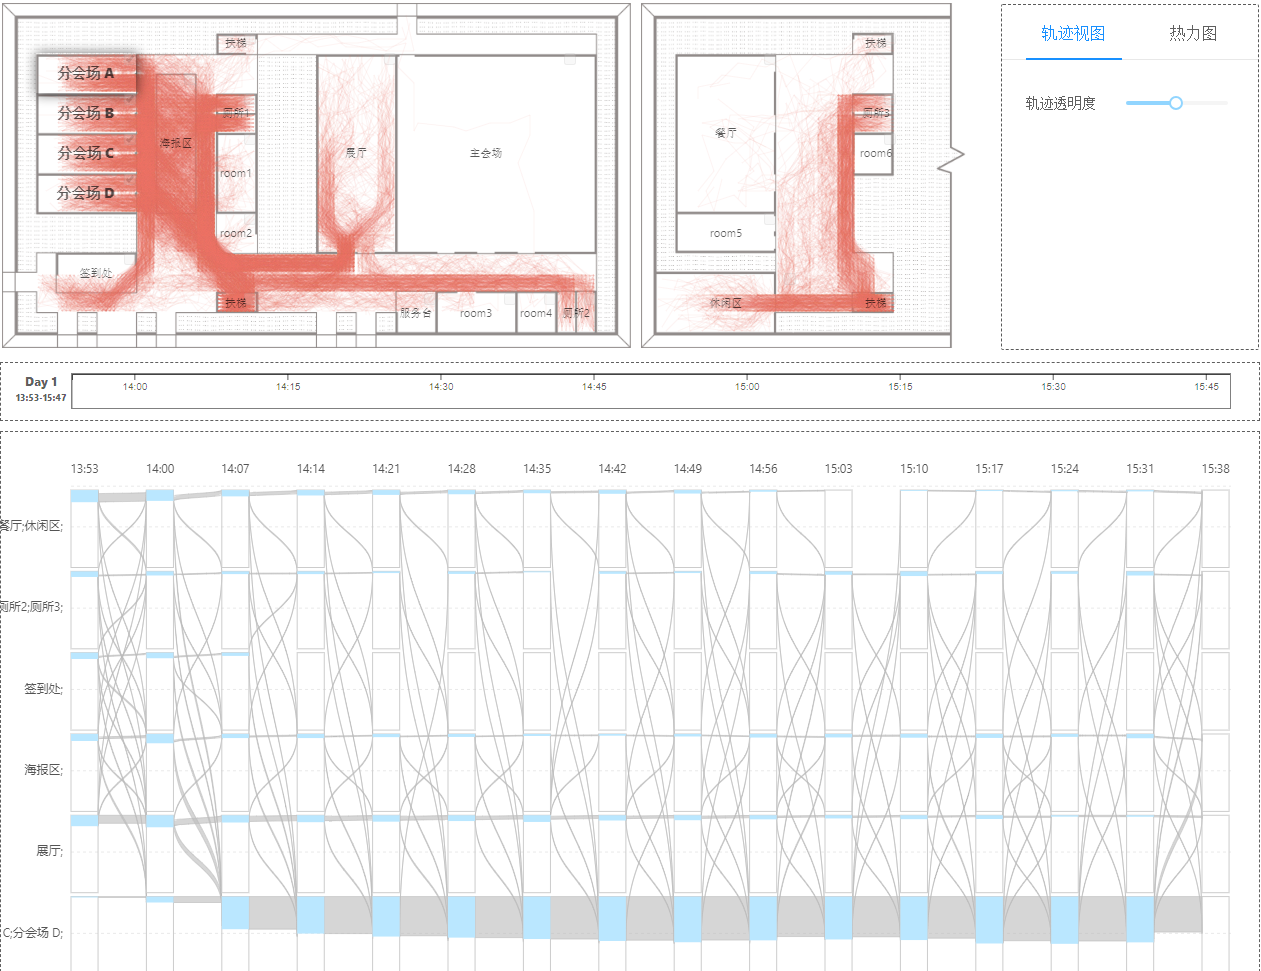 扶梯
分会场 A
分会场 B
分会场 C
分会场 D
海报区
厕所1
room1
room2
展厅
主会场
签到处
扶梯
服务台
room3
room4
厕所2
扶梯
餐厅
厕所3
room6
room5
休闲区
扶梯
轨迹视图
热力图
轨迹透明度
Day 1
13:53-15:47
14:00 14:15 14:30 14:45 15:00 15:15 15:30 15:45
13:53 14:00 14:07 14:14 14:21 14:28 14:35 14:42 14:49 14:56 15:03 15:10 15:17 15:24 15:31 15:38
餐厅;休闲区;
厕所2;厕所3;
签到处;
海报区;
展厅;
C;分会场 D;